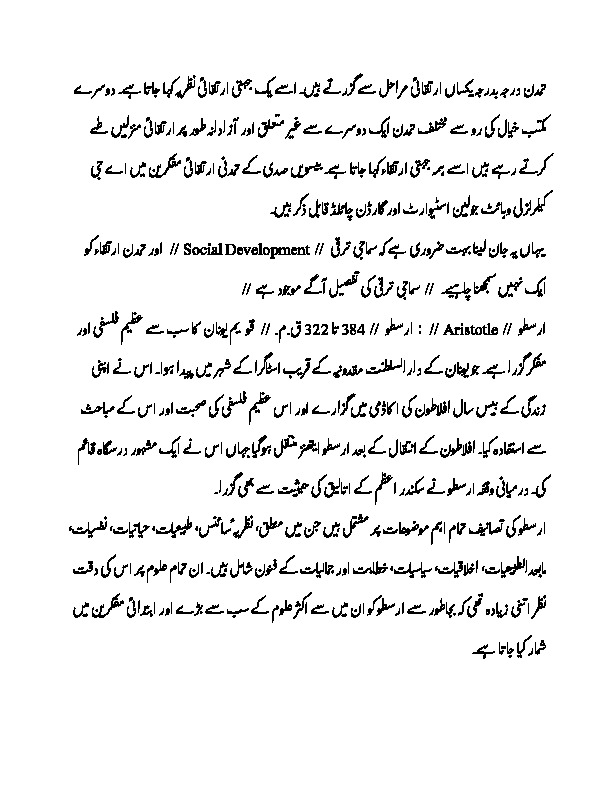 تمدن درجہ بدرجہ یکساں ارتقائی مراحل سے گزرتے ہیں۔ اسے یک جہتی ارتقائی نظریہ کہا جاتا ہے۔ دوسرے
مکتب خیال کی رو سے مختلف تمدن ایک دوسرے سے غیر متعلق اور آزادانہ طور پر ارتقائی منزلیں طے
کرتے رہے ہیں اسے ہر جہتی ارتقاء کہا جاتا ہے۔ بیسویں صدی کے تمدنی ارتقائی مفکرین میں اے جی
کیلر لزلی وہائٹ جولین اسٹیوارٹ اور گارڈن چائلڈ قابل ذکر ہیں۔
یہاں یہ جان لینا بہت ضروری ہے کہ سماجی ترقی // Social Development // اور تمدن ارتقاء کو
ایک نہیں سمجھنا چاہیے۔ // سماجی ترقی کی تفصیل آگے موجود ہے //
ارسطو // Aristotle // : ارسطو // 384 تا 322 ق۔م۔ // قدیم یونان کا سب سے عظیم فلسفی اور
مفکر گزرا ہے۔ جو یونان کے دارالسلطنت مقدونیہ کے قریب اسٹاگرا کے شہر میں پیدا ہوا۔ اس نے اپنی
زندگی کے بیس سال افلاطون کی اکاڈمی میں گزارے اور اس عظیم فلسفی کی صحبت اور اس کے مباحث
سے استفادہ کیا۔ افلاطون کے انتقال کے بعد ارسطو ایتھنز منتقل ہوگیا جہاں اس نے ایک مشہور درسگاہ قائم
کی۔ درمیانی وقفہ ارسطو نے سکندر اعظم کے اتالیق کی حیثیت سے بھی گزرا۔
ارسطو کی تصانیف تمام اہم موضوعات پر مشتمل ہیں جن میں منطق، نظریہ سائنس، طبیعیات، حیاتیات، نفسیات،
مابعدالطبیعیات، اخلاقیات، سیاسیات، خطابت اور جمالیات کے فنون شامل ہیں۔ ان تمام علوم پر اس کی دقت
نظر اتنی زیادہ تھی کہ بجاطور سے ارسطو کو ان میں سے اکثر علوم کے سب سے بڑے اور ابتدائی مفکرین میں
شمار کیا جاتا ہے۔